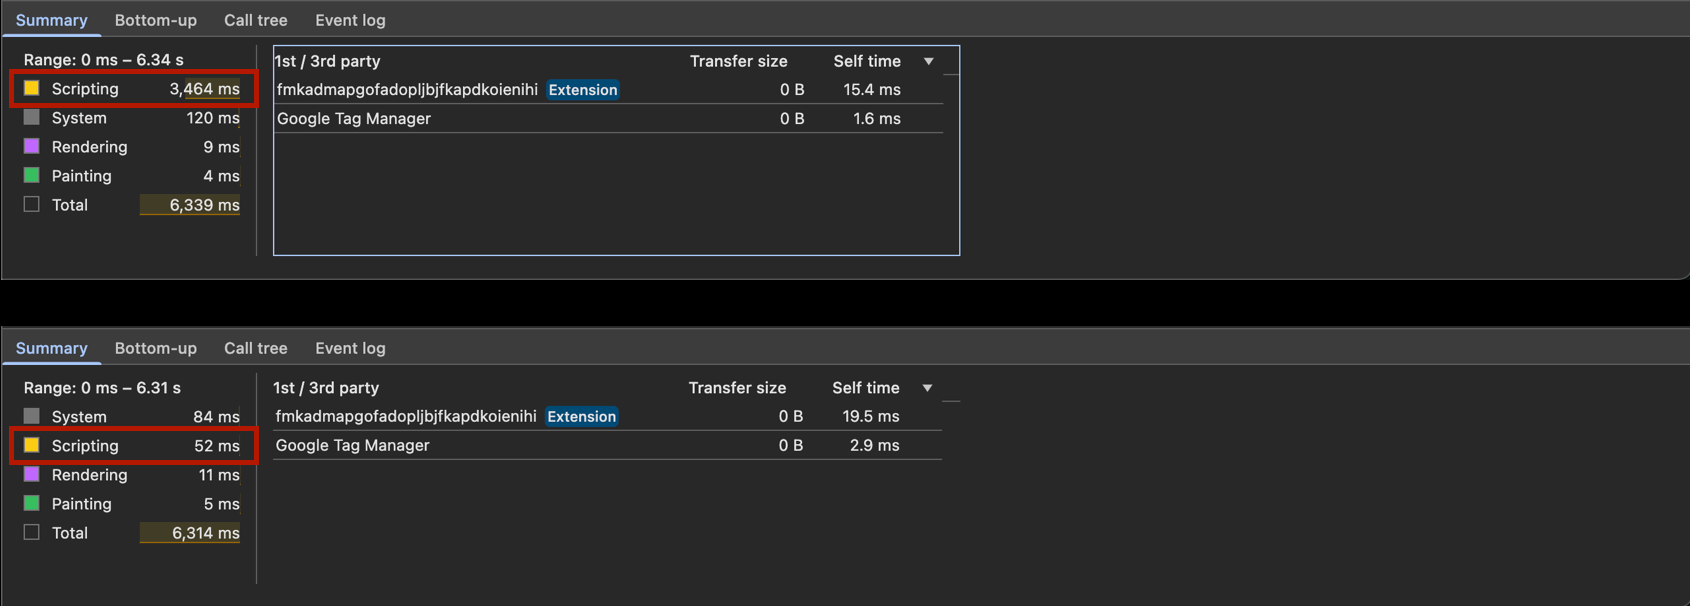 Summary Bottom-up Call tree Event log
Range: 0 ms – 6.34 s
1st / 3rd party Transfer size Self time ▼
Scripting 3,464 ms
fmkadmapgofadopljbjfkapdkoienihi Extension 0 B 15.4 ms
System 120 ms
Google Tag Manager 0 B 1.6 ms
Rendering 9 ms
Painting 4 ms
Total 6,339 ms
Summary Bottom-up Call tree Event log
Range: 0 ms – 6.31 s
1st / 3rd party Transfer size Self time ▼
System 84 ms
fmkadmapgofadopljbjfkapdkoienihi Extension 0 B 19.5 ms
Scripting 52 ms
Google Tag Manager 0 B 2.9 ms
Rendering 11 ms
Painting 5 ms
Total 6,314 ms